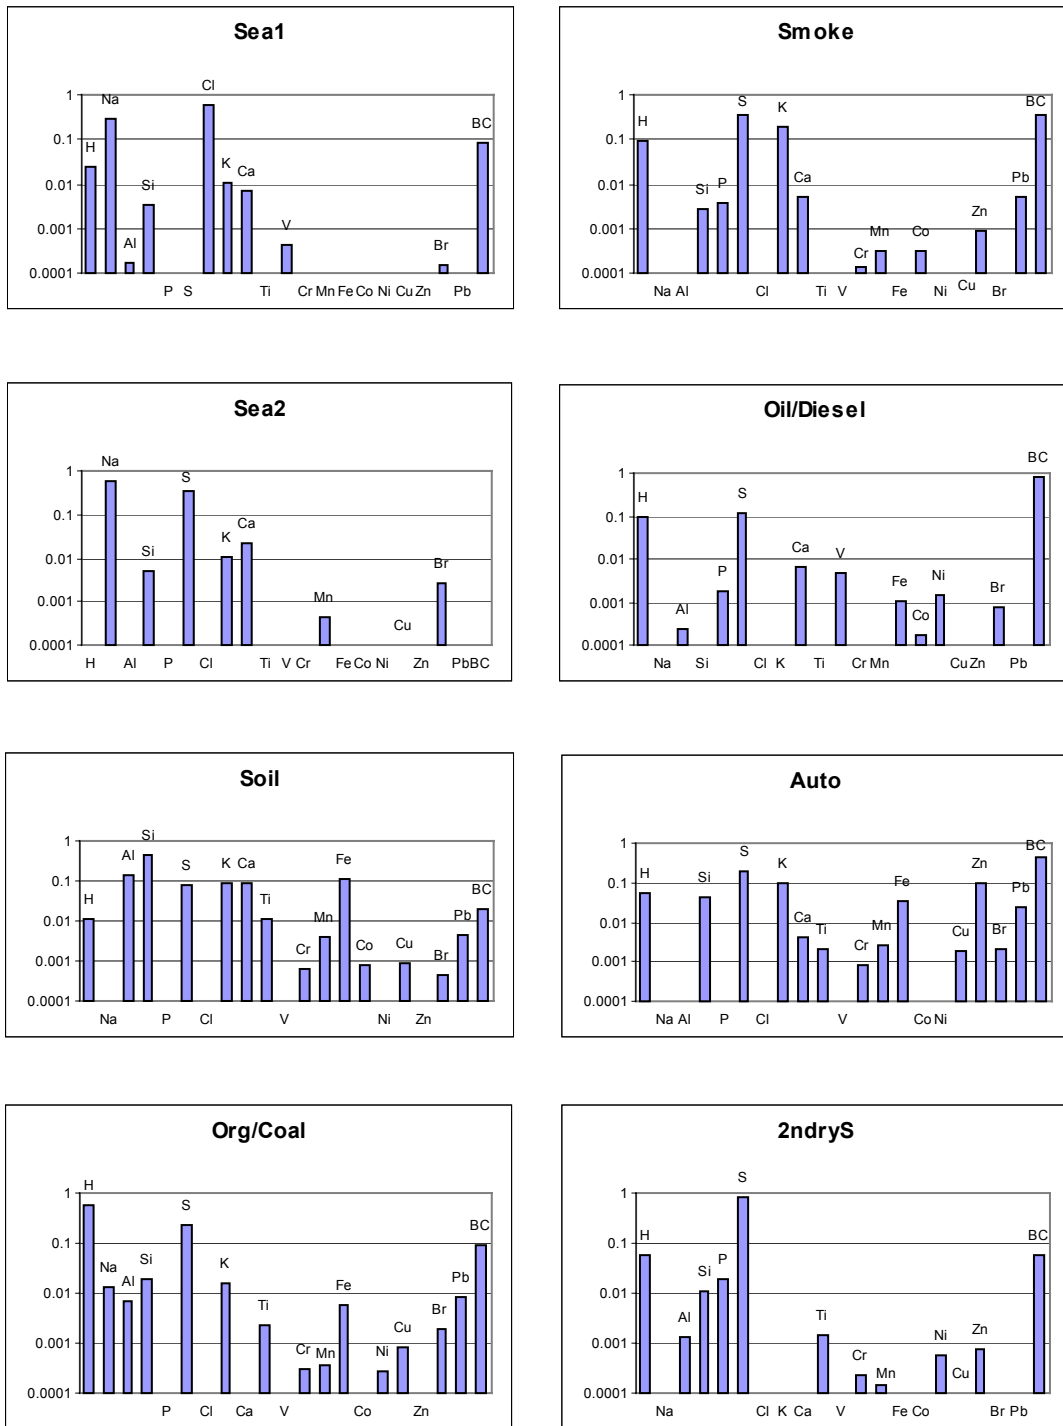 Sea1
Cl
1
Na
BC
0.1
H
K
Ca
0.01
Si
V
0.001
Al
Br
0.0001
P S Ti Cr Mn Fe Co Ni Cu Zn Pb
Smoke
BC
1
S K
H
0.1
Pb
Si P Ca
0.01
Zn
0.001
Mn Co
Cr
0.0001
Na Al Cl Ti V Fe Ni Cu Br
Sea2
Na
1
S
0.1
Ca
K
0.01
Si
Br
0.001
Mn
Cu
0.0001
H Al P Cl Ti V Cr Fe Co Ni Zn Pb BC
Oil/Diesel
BC
1
H S
0.1
Ca V
0.01
P Fe Ni
Br
0.001
Al Co
0.0001
Na Si Cl K Ti Cr Mn Cu Zn Pb
Soil
Si
1
Al S K Ca Fe
0.1
H Ti BC
0.01
Mn Pb
0.001
Cr Co Cu Br
0.0001
Na P Cl V Ni Zn
Auto
BC
1
S
H Si K Fe Zn
0.1
Pb
0.01
Ca Ti Mn Cu Br
0.001
Cr
0.0001
Na Al P Cl V Co Ni
Org/Coal
H
1
S
BC
0.1
Na Al Si K Fe Pb
0.01
Ti Br
0.001
Cr Mn Ni Cu
0.0001
P Cl Ca V Co Zn
2ndryS
S
1
H BC
0.1
Si P
0.01
Al Ti
Ni Zn
0.001
Cr Mn Cu
0.0001
Na Cl K Ca V Fe Co Br Pb